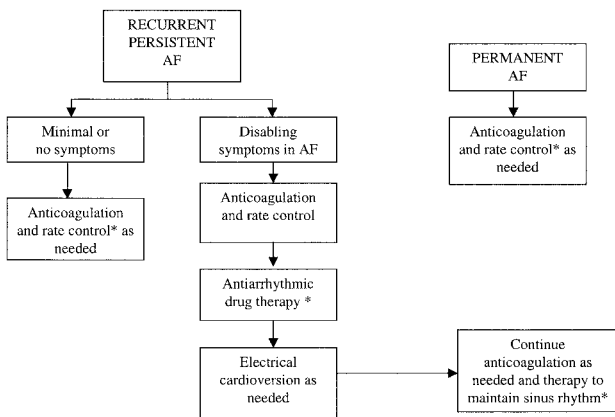 RECURRENT
PERSISTENT
AF
PERMANENT
AF
Minimal or
no symptoms
Disabling
symptoms in AF
Anticoagulation
and rate control* as
needed
Anticoagulation
and rate control* as
needed
Anticoagulation
and rate control
Antiarrhythmic
drug therapy *
Electrical
cardioversion as
needed
Continue
anticoagulation as
needed and therapy to
maintain sinus rhythm*